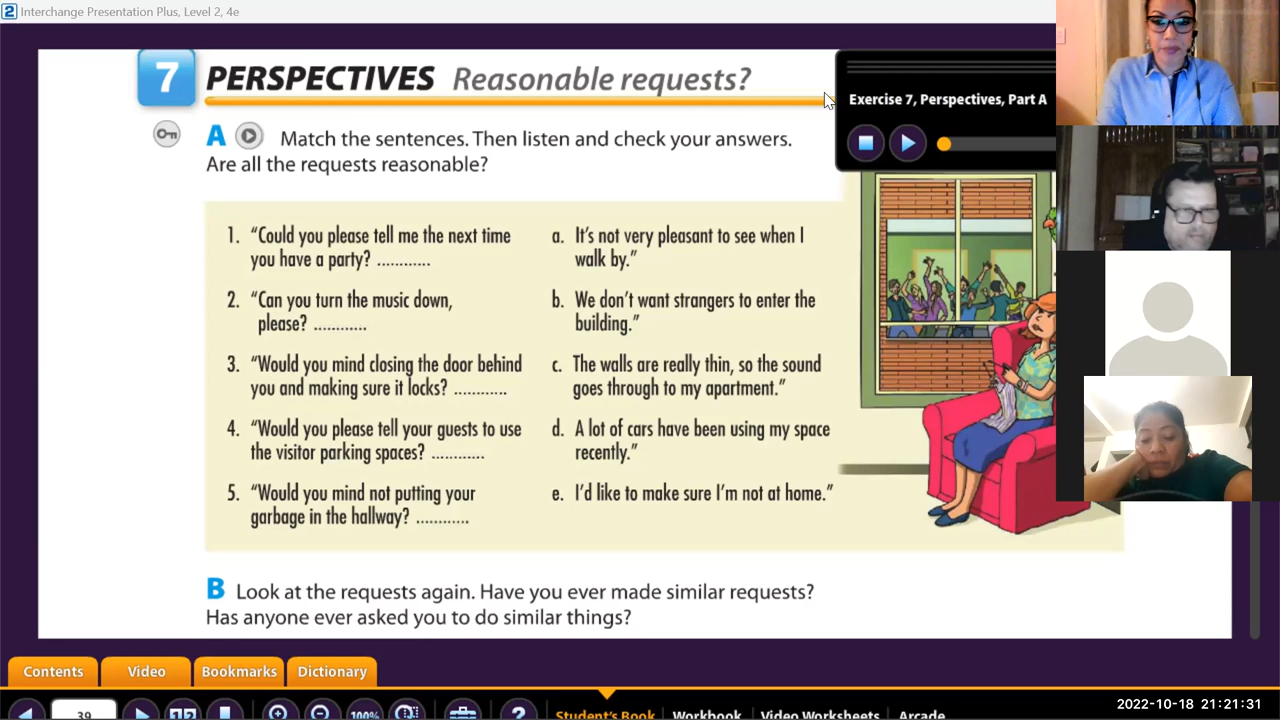 Interchange Presentation Plus, Level 2, 4e
7 PERSPECTIVES Reasonable requests?
Exercise 7, Perspectives, Part A
A Match the sentences. Then listen and check your answers.
Are all the requests reasonable?
1. “Could you please tell me the next time
you have a party? ............
a. It’s not very pleasant to see when I
walk by.”
2. “Can you turn the music down,
please? ............
b. We don’t want strangers to enter the
building.”
3. “Would you mind closing the door behind
you and making sure it locks? ............
c. The walls are really thin, so the sound
goes through to my apartment.”
4. “Would you please tell your guests to use
the visitor parking spaces? ............
d. A lot of cars have been using my space
recently.”
5. “Would you mind not putting your
garbage in the hallway? ............
e. I’d like to make sure I’m not at home.”
B Look at the requests again. Have you ever made similar requests?
Has anyone ever asked you to do similar things?
Contents Video Bookmarks Dictionary
39 100% ? Student's Book Workbook Video Worksheets Arcade
2022-10-18 21:21:31